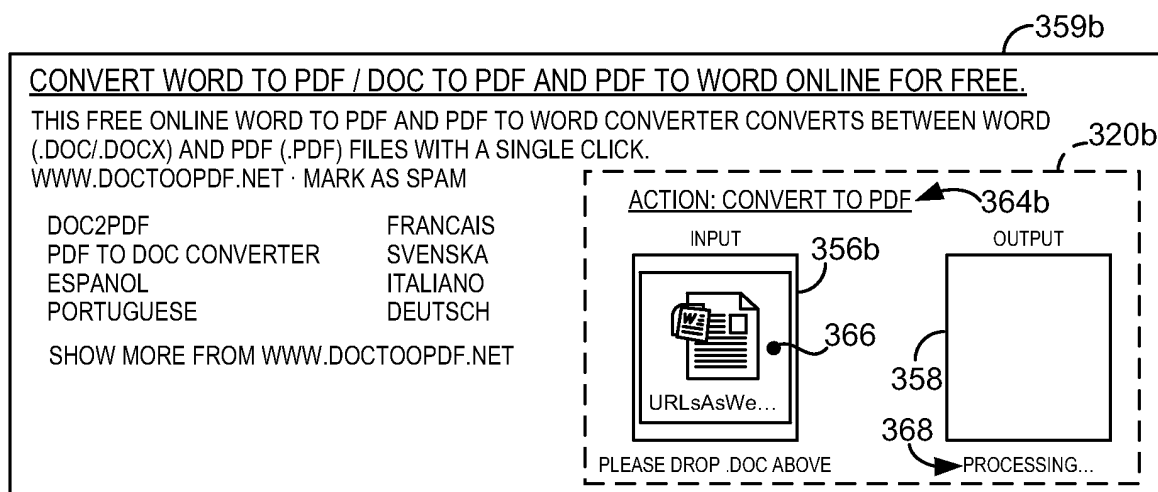 359b
CONVERT WORD TO PDF / DOC TO PDF AND PDF TO WORD ONLINE FOR FREE.
THIS FREE ONLINE WORD TO PDF AND PDF TO WORD CONVERTER CONVERTS BETWEEN WORD
(.DOC/.DOCX) AND PDF (.PDF) FILES WITH A SINGLE CLICK.
320b
WWW.DOCTOOPDF.NET · MARK AS SPAM
DOC2PDF
PDF TO DOC CONVERTER
ESPANOL
PORTUGUESE
FRANCAIS
SVENSKA
ITALIANO
DEUTSCH
SHOW MORE FROM WWW.DOCTOOPDF.NET
ACTION: CONVERT TO PDF
364b
INPUT
356b
W
366
URLsAsWe...
PLEASE DROP .DOC ABOVE
OUTPUT
358
368
PROCESSING...